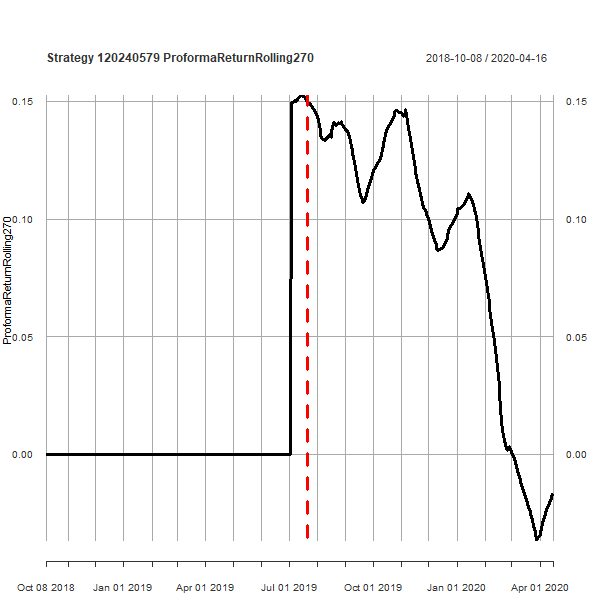 Strategy 120240579 ProformaReturnRolling270
2018-10-08 / 2020-04-16
ProformaReturnRolling270
0.15
0.10
0.05
0.00
0.15
0.10
0.05
0.00
Oct 08 2018
Jan 01 2019
Apr 01 2019
Jul 01 2019
Oct 01 2019
Jan 01 2020
Apr 01 2020